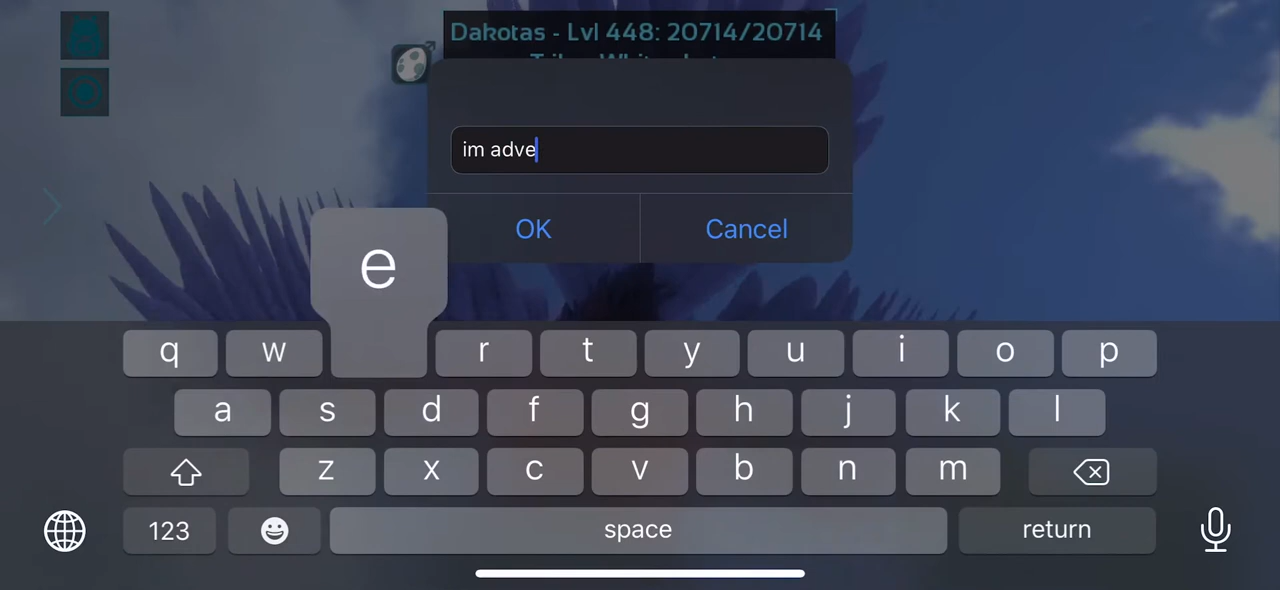 Dakotas - Lvl 448: 20714/20714
im adve
OK
Cancel
e
q w r t y u i o p
a s d f g h j k l
z x c v b n m
123 space return